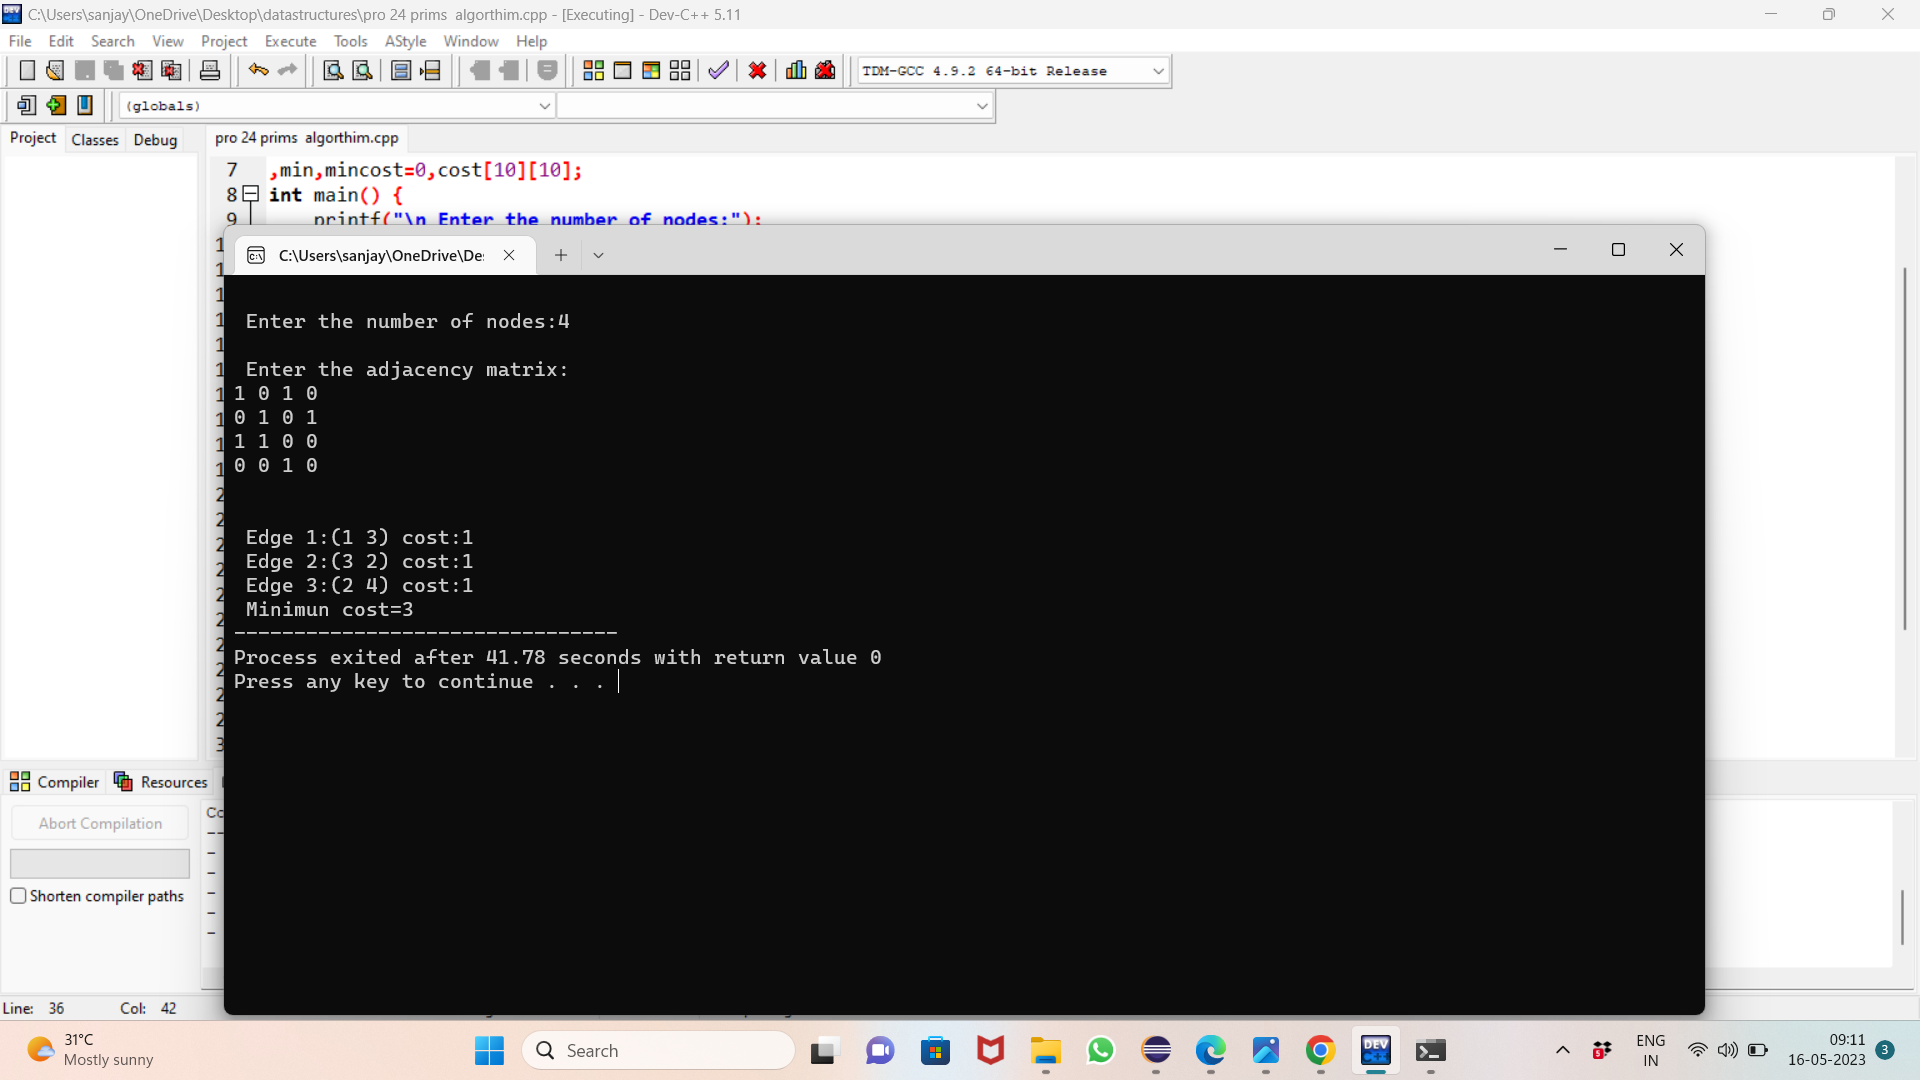 C:\Users\sanjay\OneDrive\Desktop\datastructures\pro 24 prims  algorthim.cpp - [Executing] - Dev-C++ 5.11
File Edit Search View Project Execute Tools AStyle Window Help
TDM-GCC 4.9.2 64-bit Release
(globals)
Project Classes Debug
pro 24 prims  algorthim.cpp
7 ,min,mincost=0,cost[10][10];
8 int main() {
9 printf("\n Enter the number of nodes:");
C:\Users\sanjay\OneDrive\De
Enter the number of nodes:4
Enter the adjacency matrix:
1 0 1 0
0 1 0 1
1 1 0 0
0 0 1 0
Edge 1:(1 3) cost:1
Edge 2:(3 2) cost:1
Edge 3:(2 4) cost:1
Minimun cost=3
--------------------------------
Process exited after 41.78 seconds with return value 0
Press any key to continue . . .
Compiler Resources
Abort Compilation
Shorten compiler paths
Line: 36 Col: 42
31°C
Mostly sunny
Search
DEV C++
5
ENG
IN
09:11
16-05-2023
3